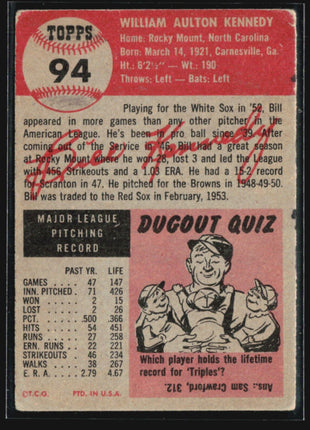 WILLIAM AULTON KENNEDY
Home: Rocky Mount, North Carolina
Born: March 14, 1921, Carnesville, Ga.
Ht.: 6'2½" — Wt.: 190
Throws: Left — Bats: Left
TOPPS
94
Playing for the White Sox in '52, Bill
appeared in more games than any other pitcher in the
American League. He's been in pro ball since '39. After
coming out of Service in '46, Bill had a great season
at Rocky Mount where he won 28, lost 3 and led the league
with 456 Strikeouts and a 1.03 E.R.A. He had a 15-2 record for
Scranton in '47. He pitched for the Browns in 1948-49-50.
Bill was traded to the Red Sox in February, 1953.
Bill Kennedy
MAJOR LEAGUE
PITCHING
RECORD
PAST YR. LIFE
GAMES 47 147
INN. PITCHED 71 426
WON 2 15
LOST 2 26
PCT. .500 .366
HITS 54 451
RUNS 27 258
ERN. RUNS 22 221
STRIKEOUTS 46 234
WALKS 38 267
E. R. A. 2.79 4.67
©T.C.G. PTD. IN U.S.A.
DUGOUT QUIZ
Which player holds the lifetime
record for 'Triples'?
Ans.: Sam Crawford, 312.